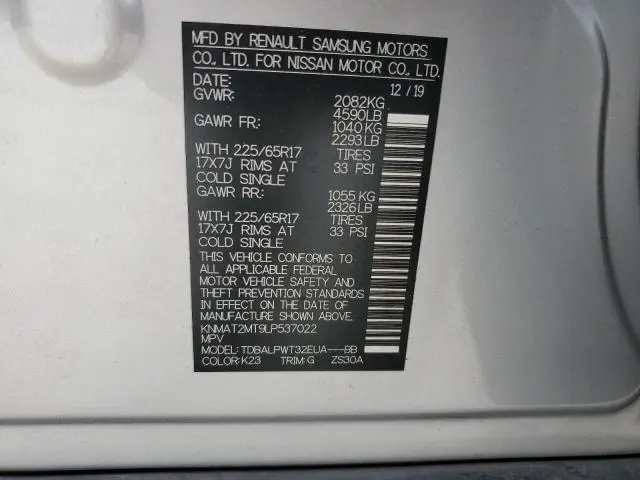 MFD BY RENAULT SAMSUNG MOTORS
CO., LTD. FOR NISSAN MOTOR CO., LTD.
DATE: 12 / 19
GVWR: 2082KG
4590LB
GAWR FR: 1040 KG
2293 LB
WITH 225/65R17 TIRES
17X7J RIMS AT 33 PSI
COLD SINGLE
GAWR RR: 1055 KG
2326 LB
WITH 225/65R17 TIRES
17X7J RIMS AT 33 PSI
COLD SINGLE
THIS VEHICLE CONFORMS TO
ALL APPLICABLE FEDERAL
MOTOR VEHICLE SAFETY AND
THEFT PREVENTION STANDARDS
IN EFFECT ON THE DATE OF
MANUFACTURE SHOWN ABOVE.
KNMAT2MT9LP537022
MPV
MODEL: TDBALPWT32EUA---BB
COLOR: K23 TRIM: G ZS30A